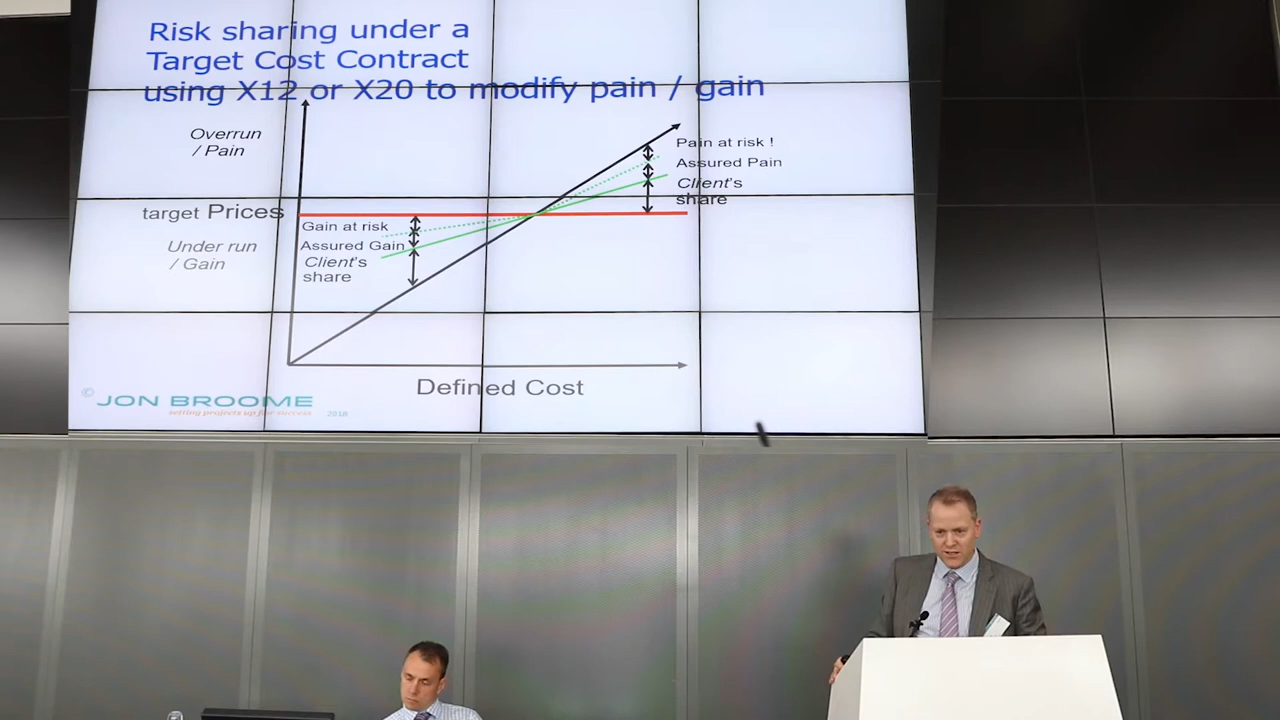 Risk sharing under a
Target Cost Contract
using X12 or X20 to modify pain / gain
Overrun
/ Pain
Pain at risk !
Assured Pain
Client's
share
target Prices
Gain at risk
Under run
/ Gain
Assured Gain
Client's
share
Defined Cost
© JON BROOME
setting projects up for success 2018